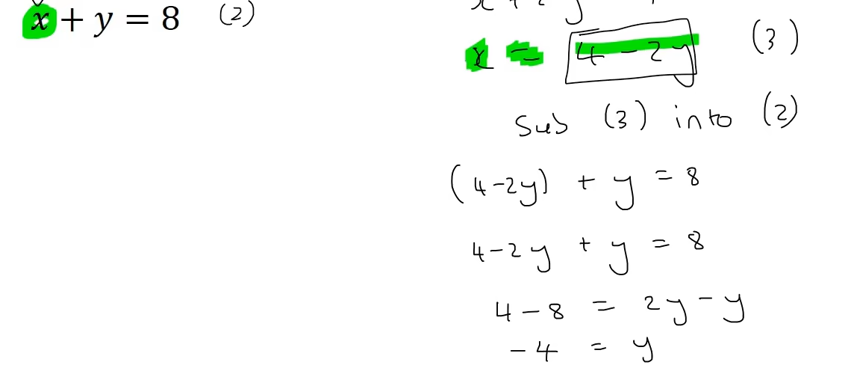 x + y = 8 (2)
x = 4 - 2y (3)
Sub (3) into (2)
(4-2y) + y = 8
4-2y + y = 8
4 - 8 = 2y - y
-4 = y